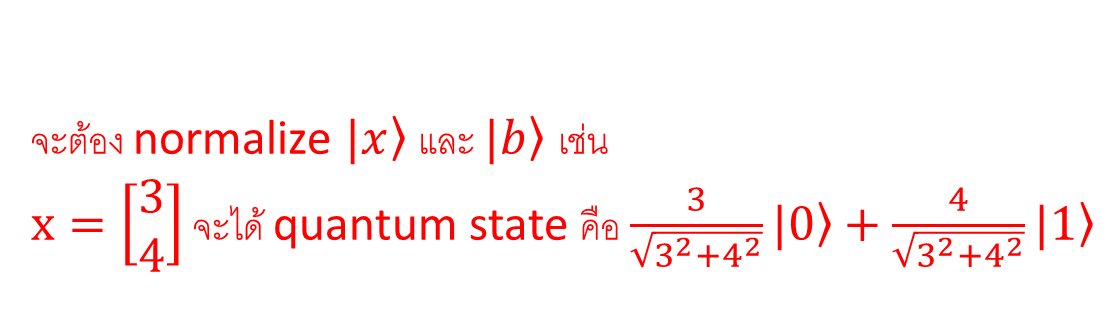 จะต้อง normalize |x⟩ และ |b⟩ เช่น
x = [3 4] จะได้ quantum state คือ 3/√(3²+4²) |0⟩ + 4/√(3²+4²) |1⟩